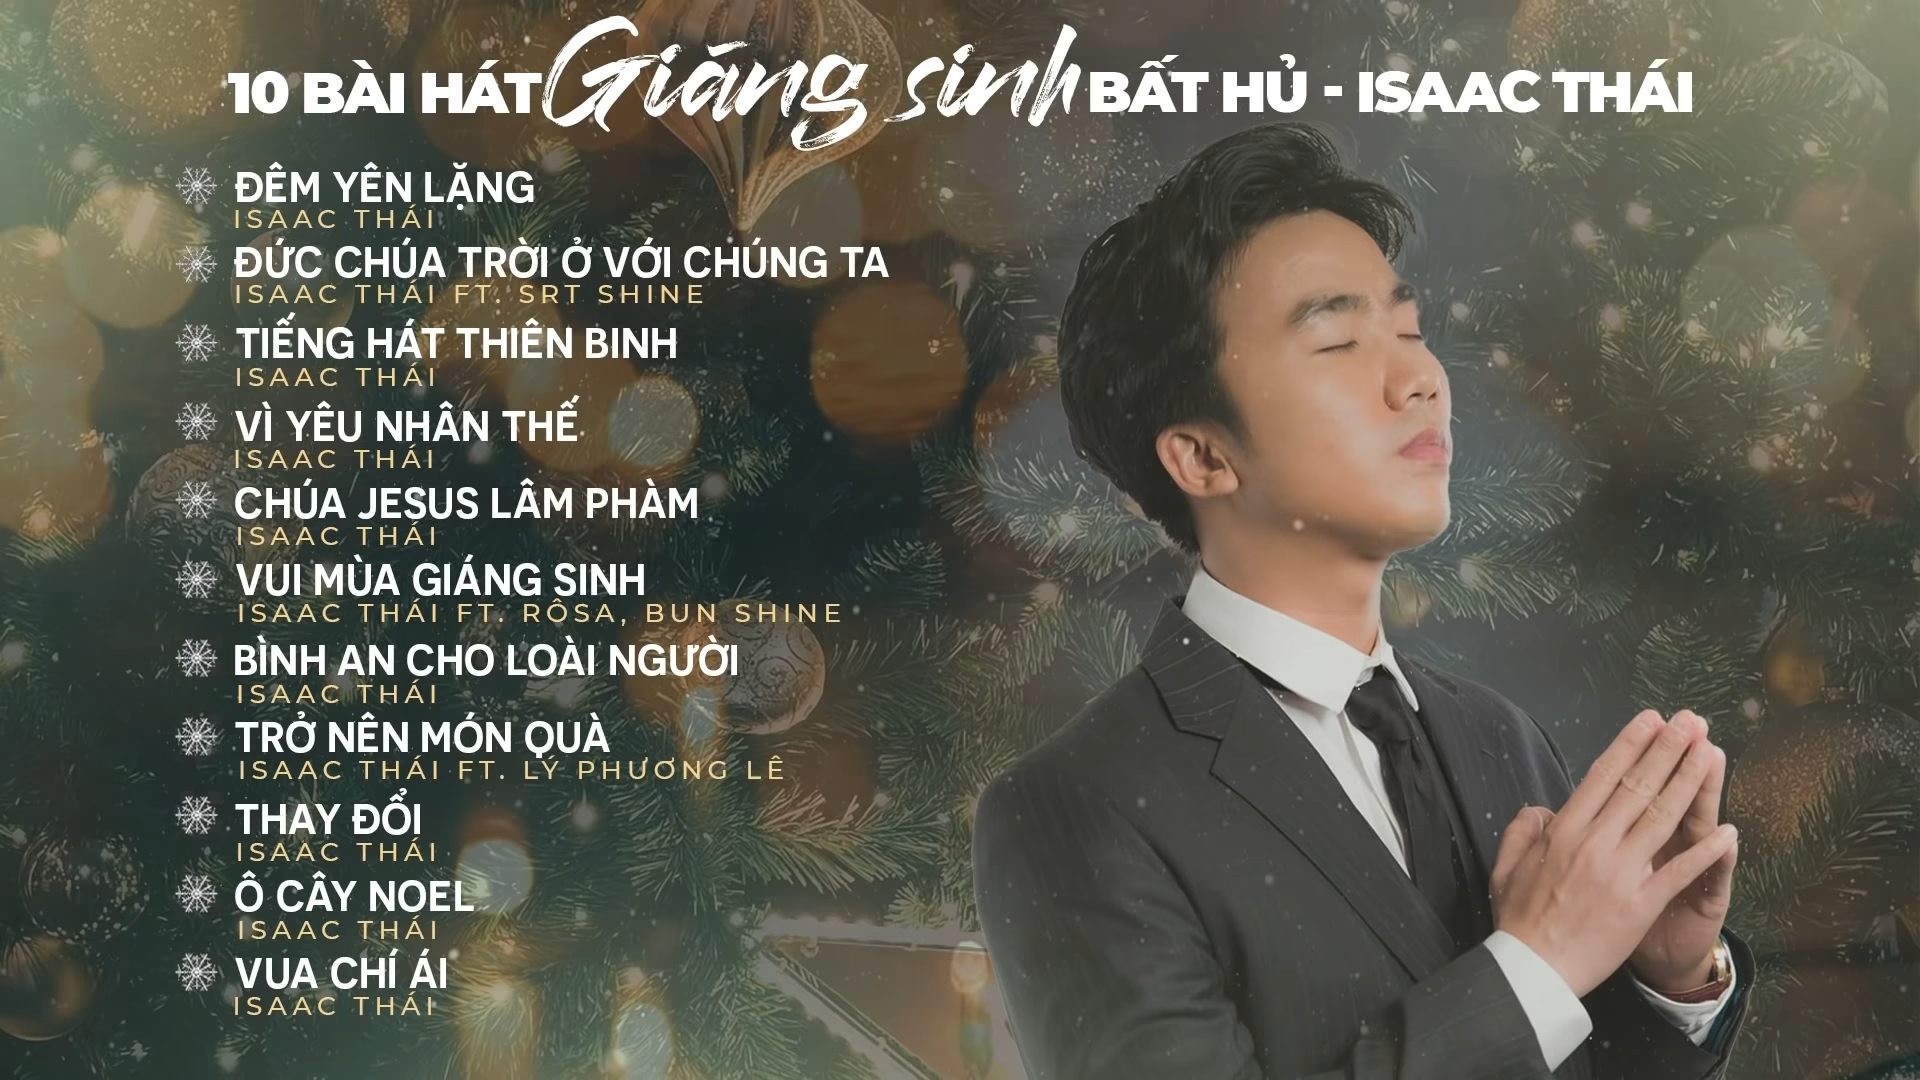 10 BÀI HÁT Giáng sinh BẤT HỦ - ISAAC THÁI
ĐÊM YÊN LẶNG
ISAAC THÁI
ĐỨC CHÚA TRỜI Ở VỚI CHÚNG TA
ISAAC THÁI FT. SRT SHINE
TIẾNG HÁT THIÊN BINH
ISAAC THÁI
VÌ YÊU NHÂN THẾ
ISAAC THÁI
CHÚA JESUS LÂM PHÀM
ISAAC THÁI
VUI MÙA GIÁNG SINH
ISAAC THÁI FT. RÔSA, BUN SHINE
BÌNH AN CHO LOÀI NGƯỜI
ISAAC THÁI
TRỞ NÊN MÓN QUÀ
ISAAC THÁI FT. LÝ PHƯƠNG LÊ
THAY ĐỔI
ISAAC THÁI
Ô CÂY NOEL
ISAAC THÁI
VUA CHÍ ÁI
ISAAC THÁI